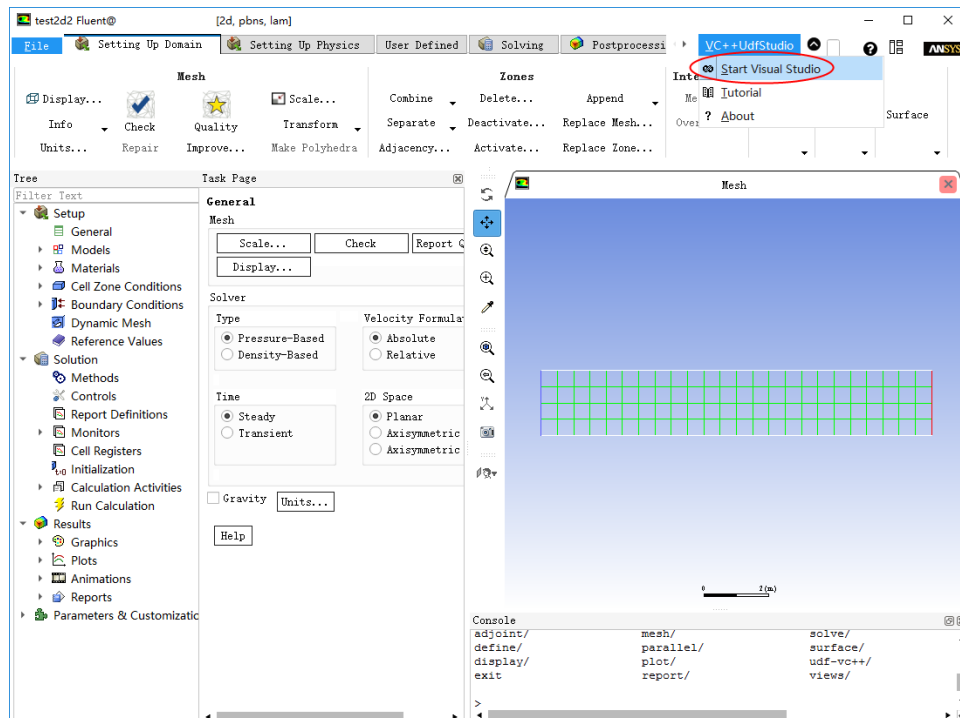 test2d2 Fluent@ [2d, pbns, lam]
File Setting Up Domain Setting Up Physics User Defined Solving Postprocessi VC++UdfStudio ANSYS
Start Visual Studio
Tutorial
About
Mesh Zones Inte
Display... Check Quality Scale... Combine Delete... Append Me
Info Transform Separate Deactivate... Replace Mesh... Over Surface
Units... Repair Improve... Make Polyhedra Adjacency... Activate... Replace Zone...
Tree
Filter Text
Setup
General
Models
Materials
Cell Zone Conditions
Boundary Conditions
Dynamic Mesh
Reference Values
Solution
Methods
Controls
Report Definitions
Monitors
Cell Registers
Initialization
Calculation Activities
Run Calculation
Results
Graphics
Plots
Animations
Reports
Parameters & Customizatic
Task Page
General
Mesh
Scale... Check Report Q
Display...
Solver
Type Velocity Formula
Pressure-Based Absolute
Density-Based Relative
Time 2D Space
Steady Planar
Transient Axisymmetric
Axisymmetric
Gravity Units...
Help
Mesh
0 2 (m)
Console
adjoint/ mesh/ solve/
define/ parallel/ surface/
display/ plot/ udf-vc++/
exit report/ views/
>